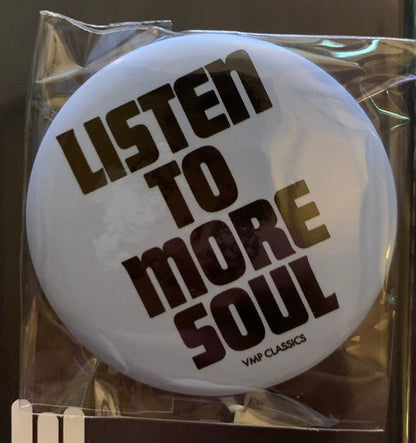 LISTEN
TO
MORE
SOUL
VMP CLASSICS